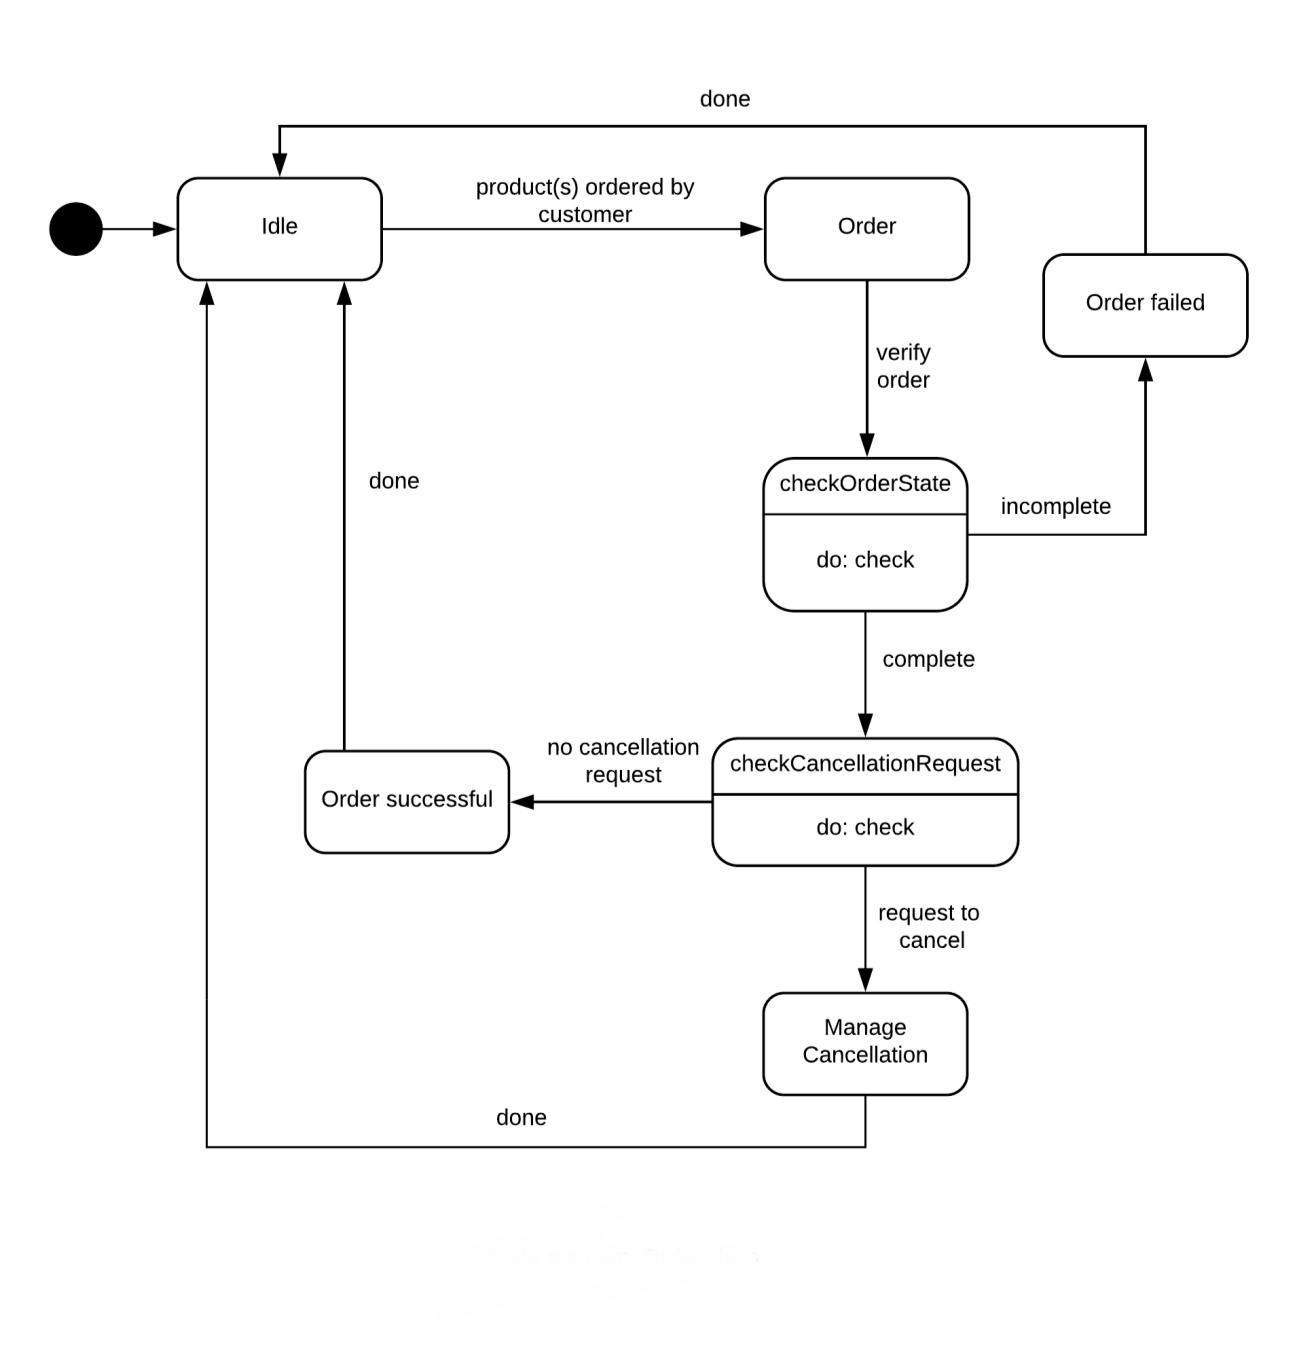 done
product(s) ordered by
customer
Idle
Order
Order failed
verify
order
done
checkOrderState
incomplete
do: check
complete
no cancellation
request
checkCancellationRequest
Order successful
do: check
request to
cancel
Manage
Cancellation
done